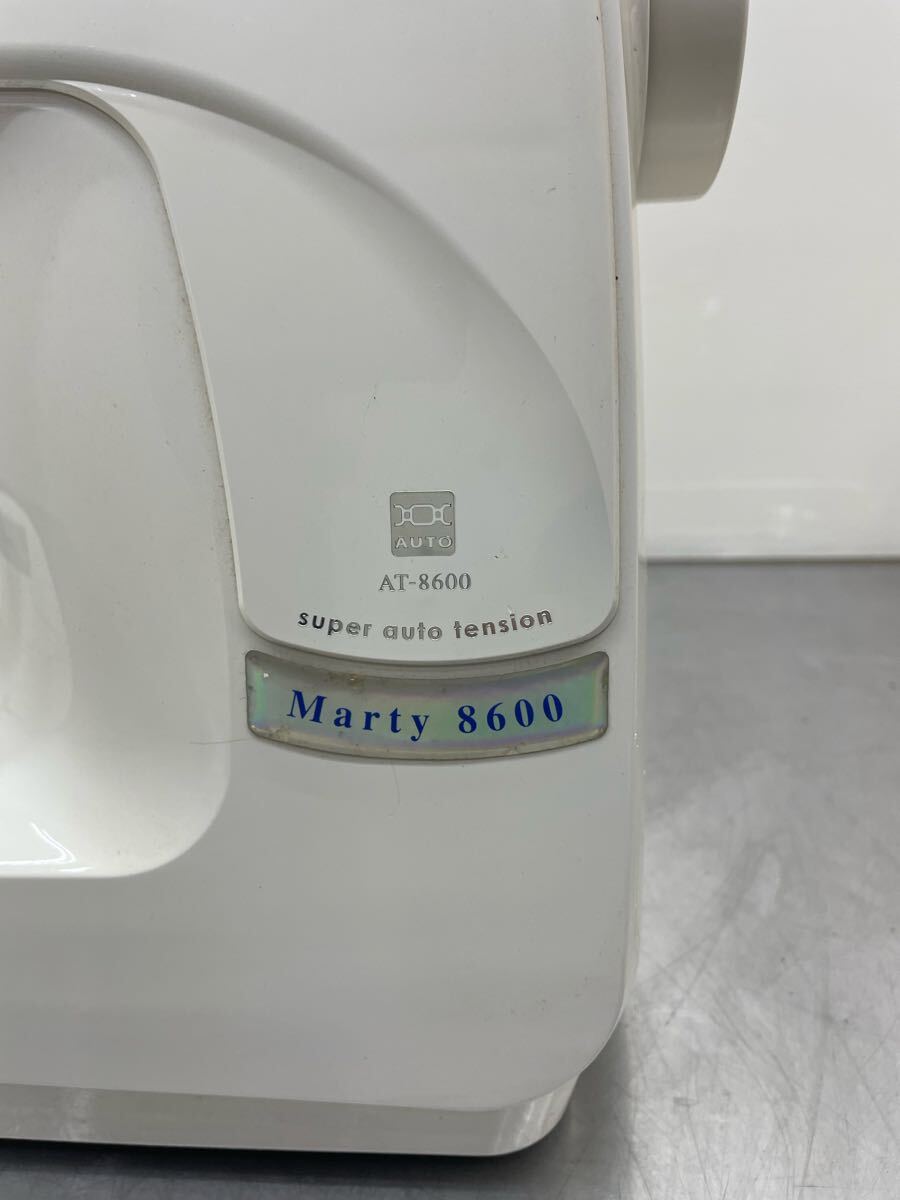 AUTO
AT-8600
super auto tension
Marty 8600